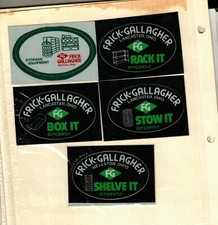 STORAGE
EQUIPMENT
FRICK
GALLAGHER
FRICK-GALLAGHER
LANCASTER, OHIO
FG
RACK IT
EFFICIENTLY
FRICK-GALLAGHER
LANCASTER, OHIO
FG
BOX IT
EFFICIENTLY
FRICK-GALLAGHER
LANCASTER, OHIO
FG
STOW IT
EFFICIENTLY
FRICK-GALLAGHER
WELLSTON, OHIO
FG
SHELVE IT
EFFICIENTLY